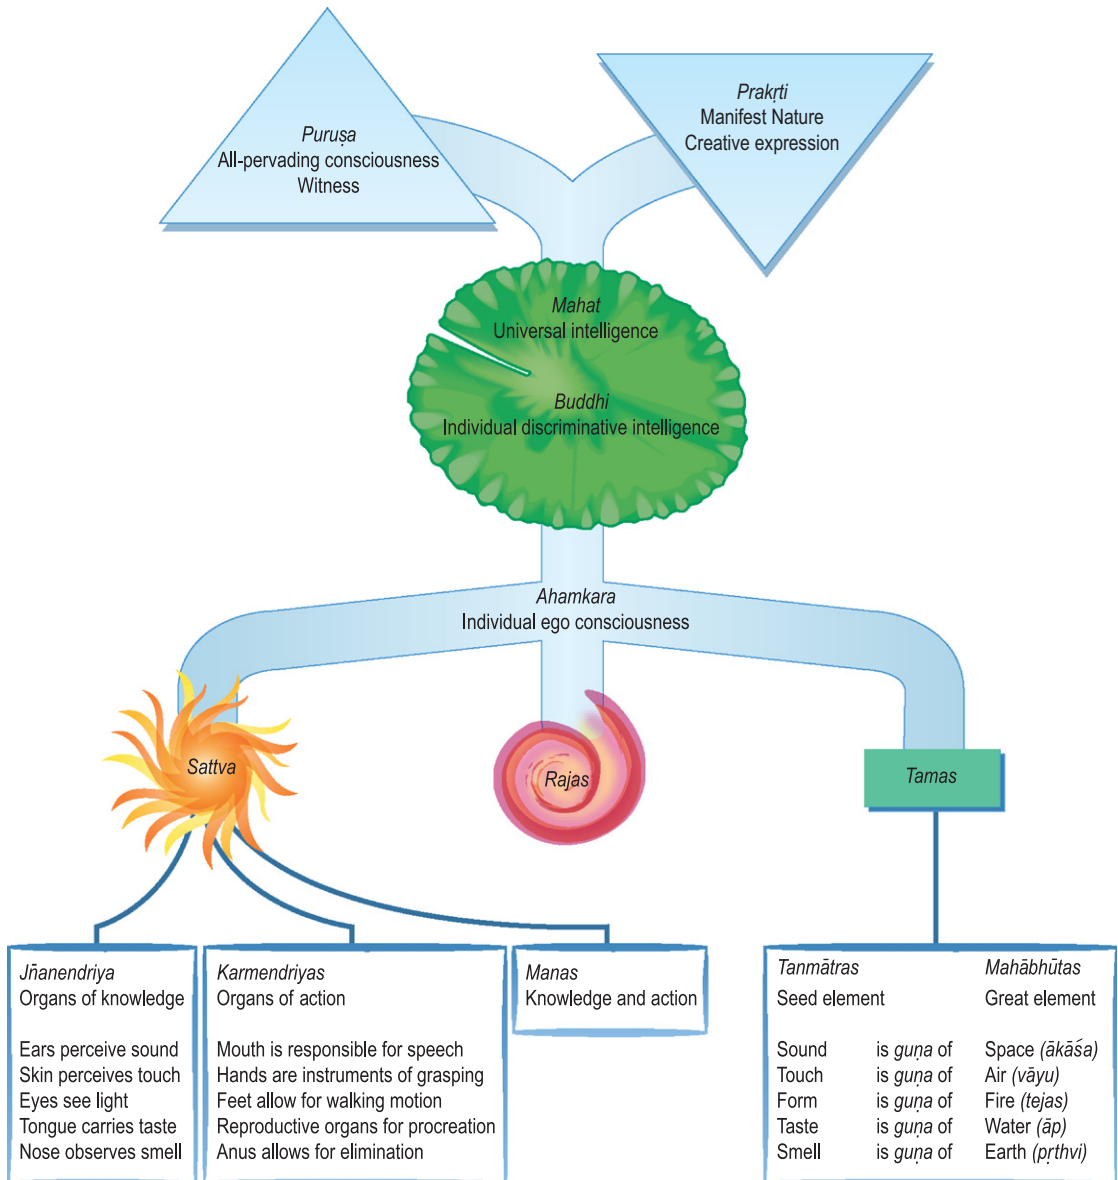 Puruṣa
All-pervading consciousness
Witness
Prakṛti
Manifest Nature
Creative expression
Mahat
Universal intelligence
Buddhi
Individual discriminative intelligence
Ahamkara
Individual ego consciousness
Sattva
Rajas
Tamas
Jñanendriya
Organs of knowledge
Ears perceive sound
Skin perceives touch
Eyes see light
Tongue carries taste
Nose observes smell
Karmendriyas
Organs of action
Mouth is responsible for speech
Hands are instruments of grasping
Feet allow for walking motion
Reproductive organs for procreation
Anus allows for elimination
Manas
Knowledge and action
Tanmātras Mahābhūtas
Seed element Great element
Sound is guṇa of Space (ākāśa)
Touch is guṇa of Air (vāyu)
Form is guṇa of Fire (tejas)
Taste is guṇa of Water (āp)
Smell is guṇa of Earth (pṛthvi)